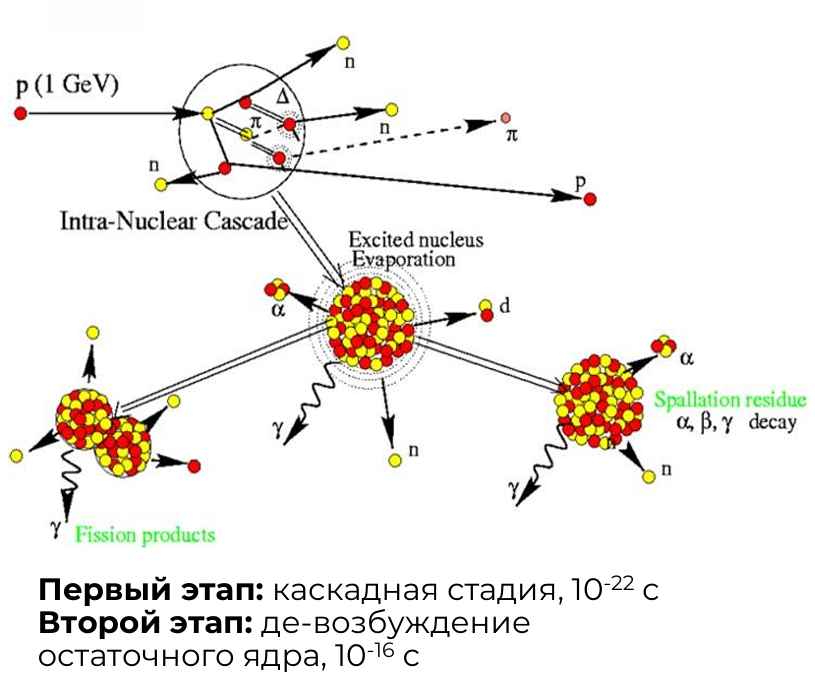 n
p (1 GeV)
Δ
π
n
π
n
p
Intra-Nuclear Cascade
Excited nucleus
Evaporation
α
d
α
Spallation residue
α, β, γ decay
γ
n
n
γ
γ
Fission products
Первый этап: каскадная стадия, 10⁻²² с
Второй этап: де-возбуждение
остаточного ядра, 10⁻¹⁶ с